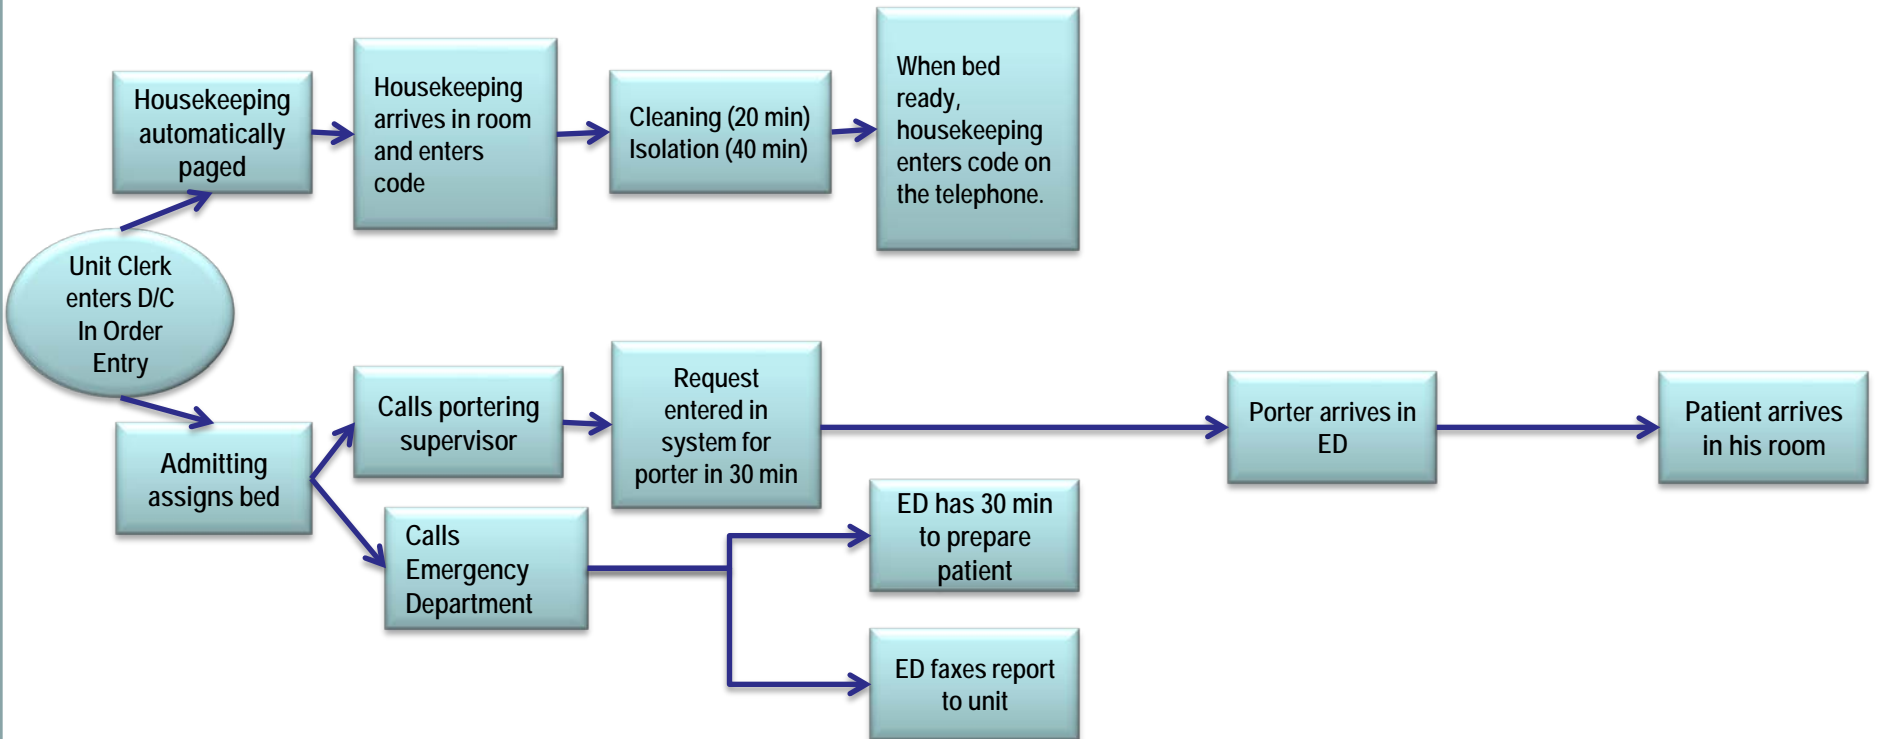 Housekeeping
automatically
paged
Housekeeping
arrives in room
and enters
code
Cleaning (20 min)
Isolation (40 min)
When bed
ready,
housekeeping
enters code on
the telephone.
Unit Clerk
enters D/C
In Order
Entry
Admitting
assigns bed
Calls portering
supervisor
Request
entered in
system for
porter in 30 min
Porter arrives in
ED
Patient arrives
in his room
Calls
Emergency
Department
ED has 30 min
to prepare
patient
ED faxes report
to unit